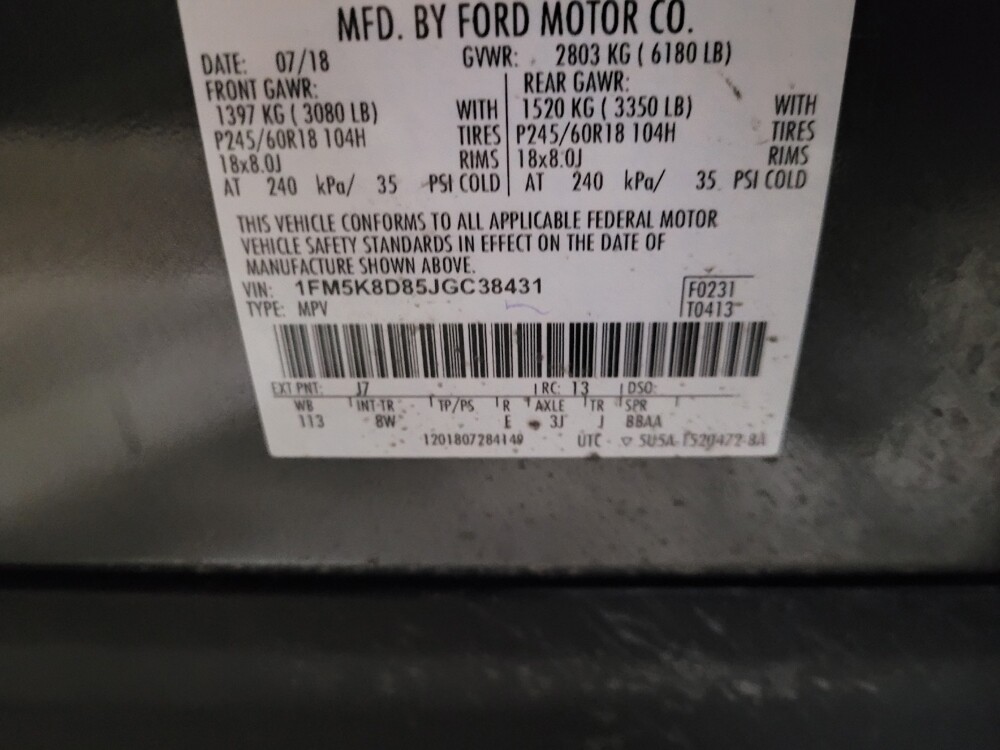 MFD. BY FORD MOTOR CO.
DATE: 07/18 GVWR: 2803 KG ( 6180 LB)
FRONT GAWR: REAR GAWR:
1397 KG ( 3080 LB) WITH 1520 KG ( 3350 LB) WITH
P245/60R18 104H TIRES P245/60R18 104H TIRES
18x8.0J RIMS 18x8.0J RIMS
AT 240 kPa/ 35 PSI COLD AT 240 kPa/ 35 PSI COLD
THIS VEHICLE CONFORMS TO ALL APPLICABLE FEDERAL MOTOR
VEHICLE SAFETY STANDARDS IN EFFECT ON THE DATE OF
MANUFACTURE SHOWN ABOVE.
VIN: 1FM5K8D85JGC38431 F0231
TYPE: MPV T0413
EXT PNT: J7 RC: 13 DSO:
WB INT TR TP/PS R AXLE TR SPR
113 8W E 3J J BBAA
1201807284149 UTC